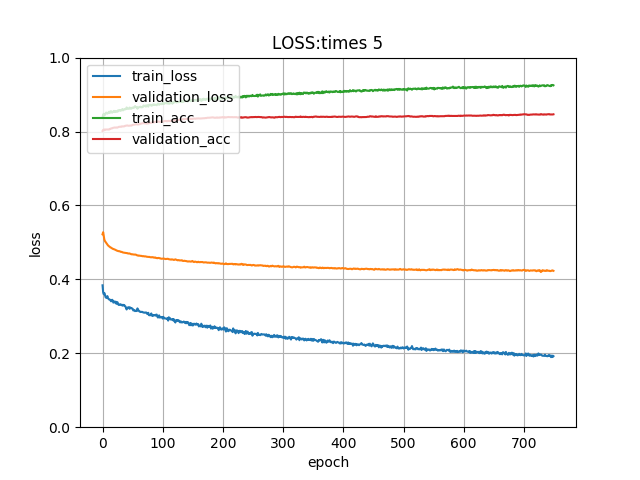 LOSS:times 5
train_loss
validation_loss
train_acc
validation_acc
1.0
0.8
0.6
0.4
0.2
0.0
loss
0 100 200 300 400 500 600 700
epoch